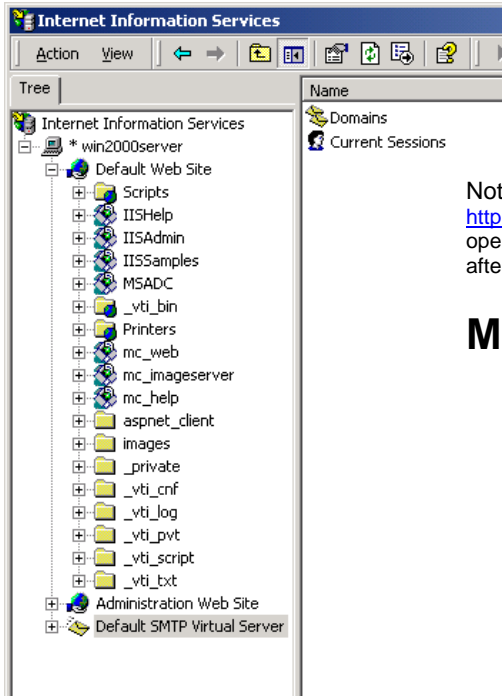 Internet Information Services
Action View
Tree
Name
Internet Information Services
* win2000server
Default Web Site
Scripts
IISHelp
IISAdmin
IISSamples
MSADC
_vti_bin
Printers
mc_web
mc_imageserver
mc_help
aspnet_client
images
_private
_vti_cnf
_vti_log
_vti_pvt
_vti_script
_vti_txt
Administration Web Site
Default SMTP Virtual Server
Domains
Current Sessions
Not
http
ope
afte
M